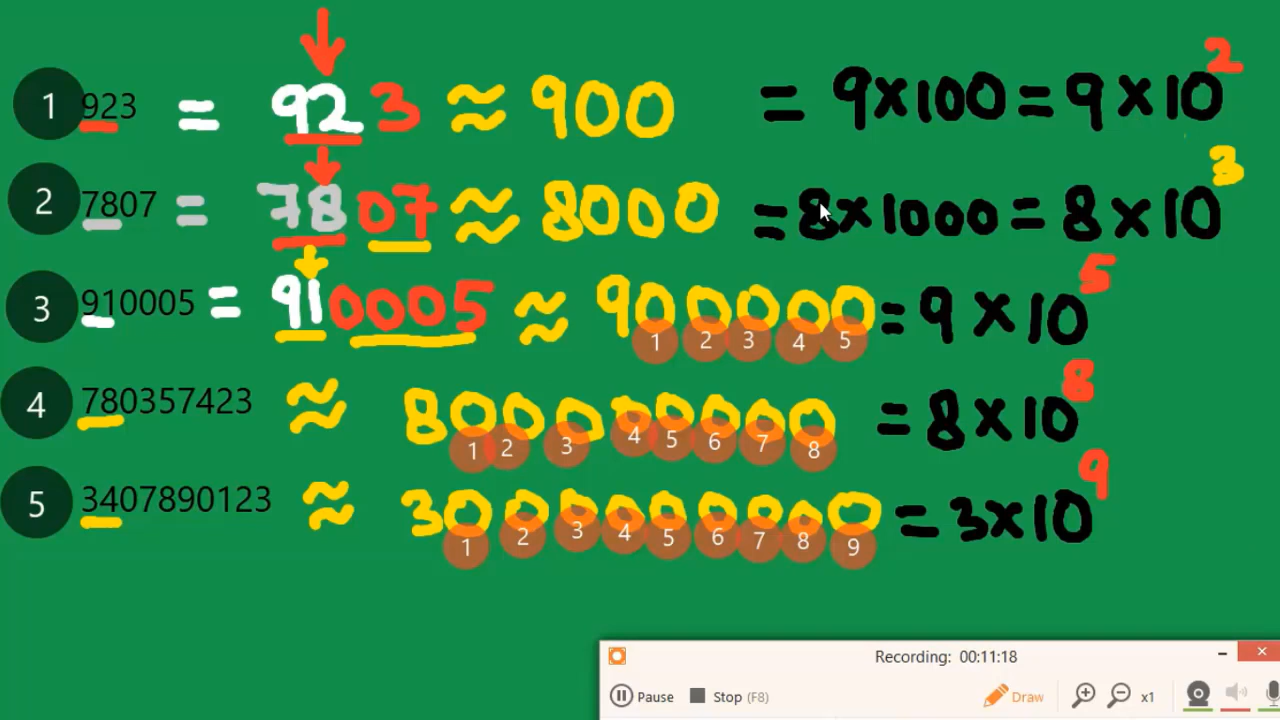 1 923 = 923 ≈ 900 = 9×100 = 9×10²
2 7807 = 7807 ≈ 8000 = 8×1000 = 8×10³
3 910005 = 910005 ≈ 900000 = 9×10⁵
1 2 3 4 5
4 780357423 ≈ 800000000 = 8×10⁸
1 2 3 4 5 6 7 8
5 3407890123 ≈ 3000000000 = 3×10⁹
1 2 3 4 5 6 7 8 9
Recording: 00:11:18
Pause Stop (F8) Draw x1